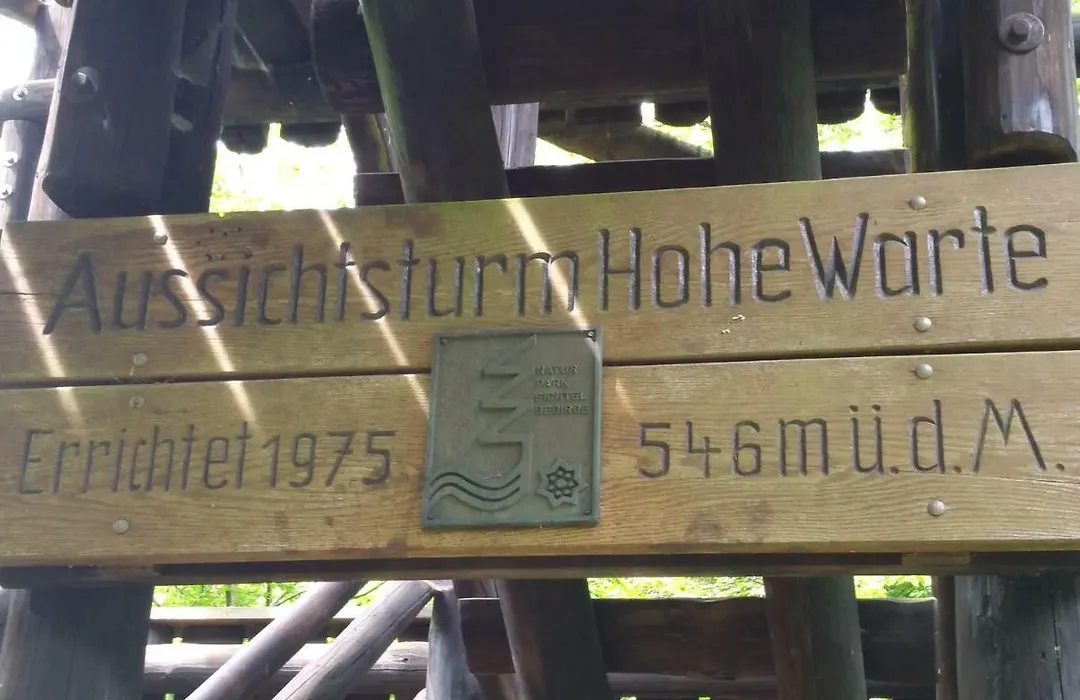 Aussichtsturm Hohe Warte
Errichtet 1975
NATUR
PARK
FICHTEL
GEBIRGE
546 m ü. d. M.